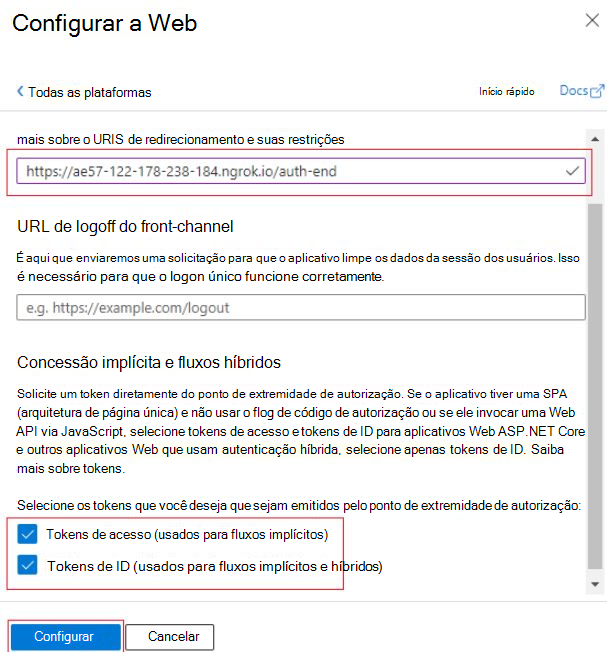 Configurar a Web
Todas as plataformas
Início rápido
Docs
mais sobre o URIS de redirecionamento e suas restrições
https://ae57-122-178-238-184.ngrok.io/auth-end
URL de logoff do front-channel
É aqui que enviaremos uma solicitação para que o aplicativo limpe os dados da sessão dos usuários. Isso
é necessário para que o logon único funcione corretamente.
e.g. https://example.com/logout
Concessão implícita e fluxos híbridos
Solicite um token diretamente do ponto de extremidade de autorização. Se o aplicativo tiver uma SPA
(arquitetura de página única) e não usar o flog de código de autorização ou se ele invocar uma Web
API via JavaScript, selecione tokens de acesso e tokens de ID para aplicativos Web ASP.NET Core
e outros aplicativos Web que usam autenticação híbrida, selecione apenas tokens de ID. Saiba
mais sobre tokens.
Selecione os tokens que você deseja que sejam emitidos pelo ponto de extremidade de autorização:
Tokens de acesso (usados para fluxos implícitos)
Tokens de ID (usados para fluxos implícitos e híbridos)
Configurar
Cancelar